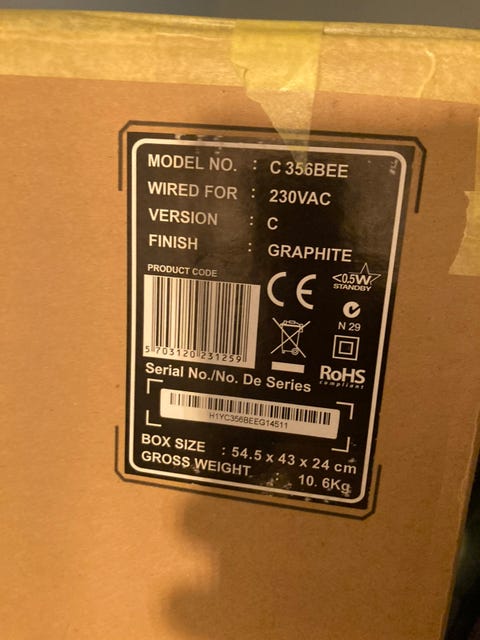 MODEL NO. : C 356BEE
WIRED FOR : 230VAC
VERSION : C
FINISH : GRAPHITE
PRODUCT CODE
5 703120 231259
CE
<0.5W
STANDBY
N 29
RoHS
compliant
Serial No./No. De Series
H1YC356BEEG14511
BOX SIZE : 54.5 x 43 x 24 cm
GROSS WEIGHT : 10. 6Kg